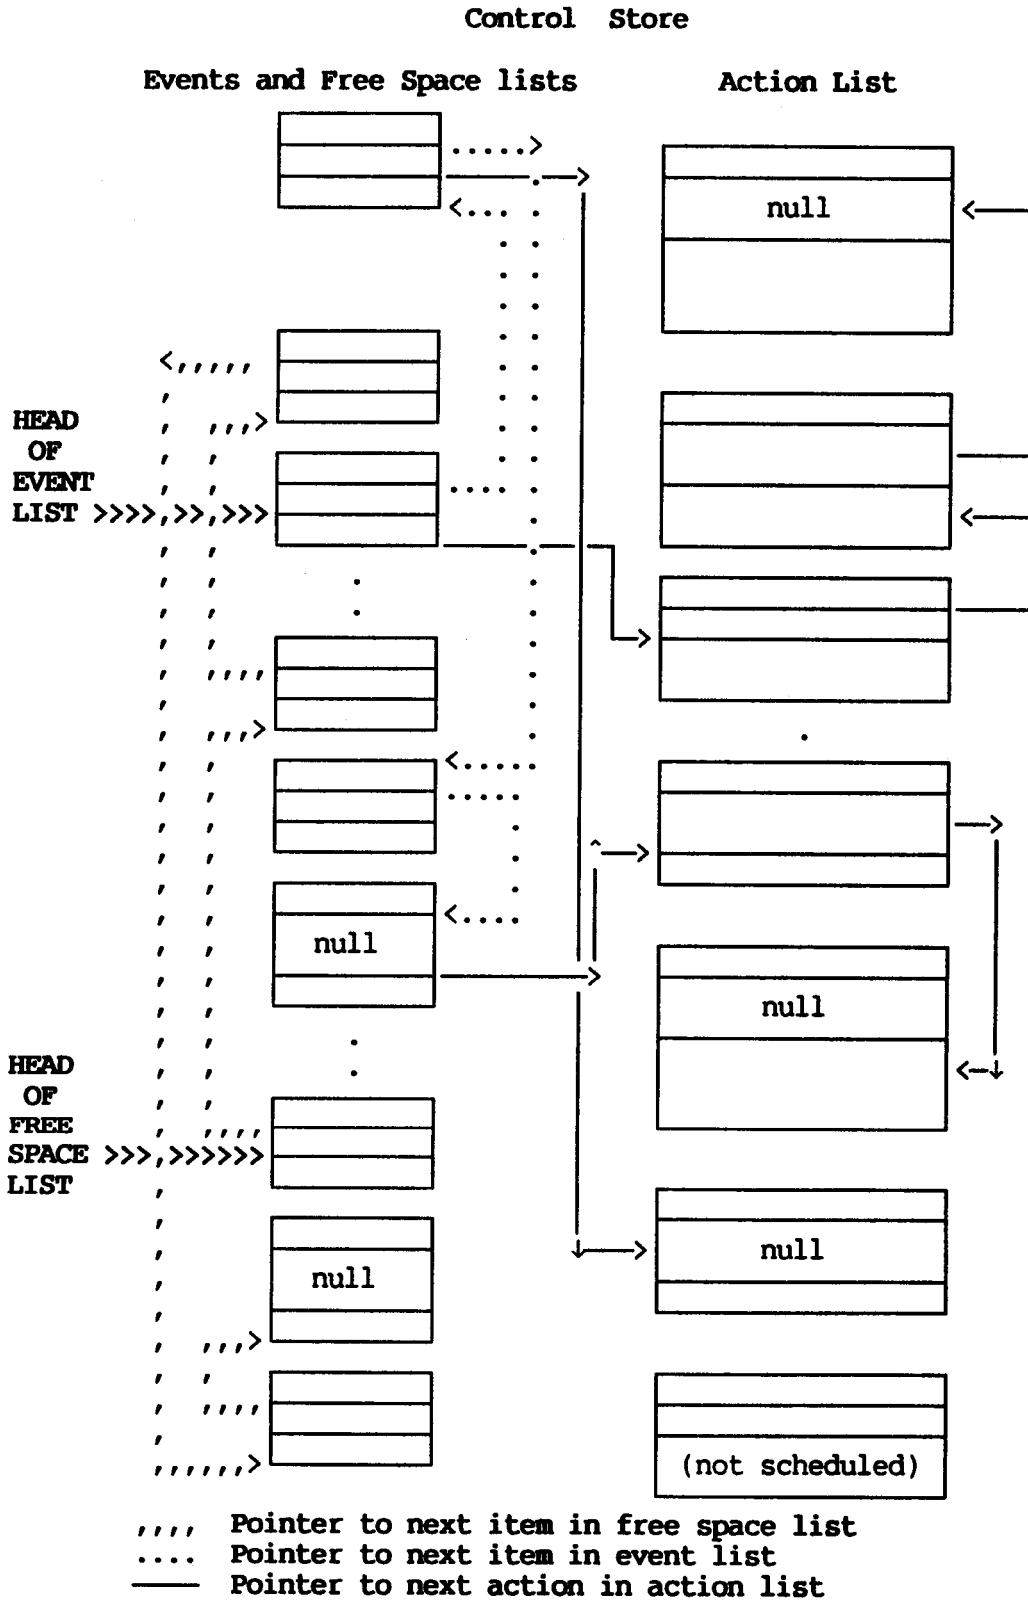 Control Store
Events and Free Space lists
Action List
null
HEAD
OF
EVENT
LIST >>>> >> >>>
null
null
HEAD
OF
FREE
SPACE >>> >>>>>>
LIST
null
null
(not scheduled)
,,,, Pointer to next item in free space list
.... Pointer to next item in event list
—— Pointer to next action in action list